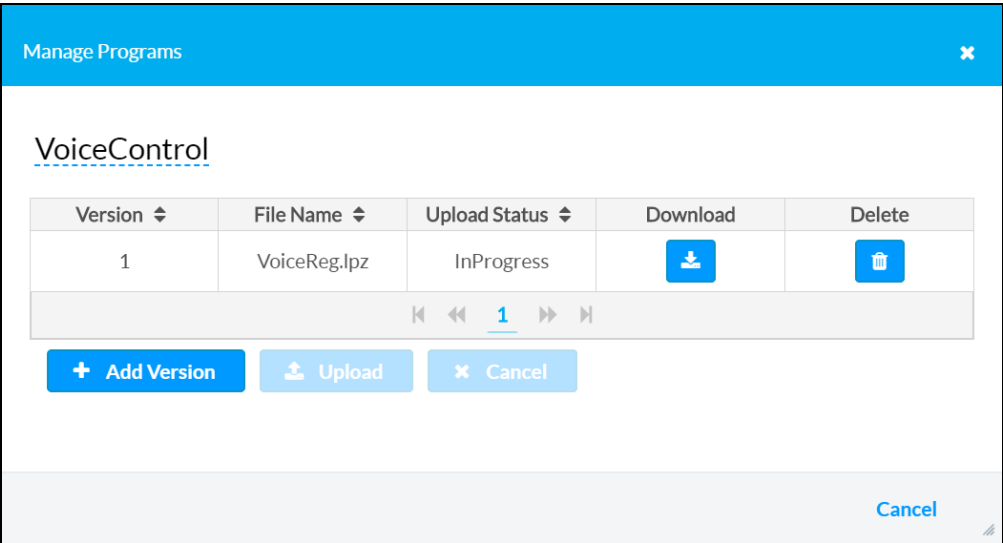 Manage Programs
VoiceControl
Version File Name Upload Status Download Delete
1 VoiceReg.lpz InProgress
1
Add Version Upload Cancel
Cancel